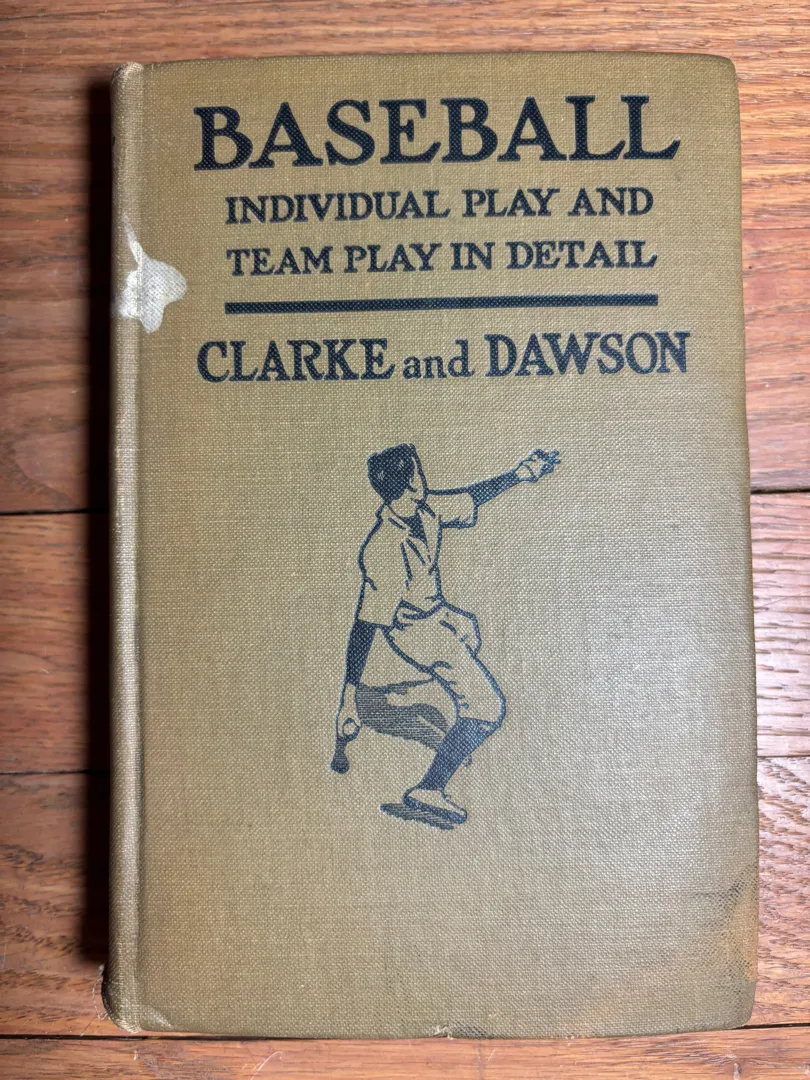 BASEBALL
INDIVIDUAL PLAY AND
TEAM PLAY IN DETAIL
CLARKE and DAWSON